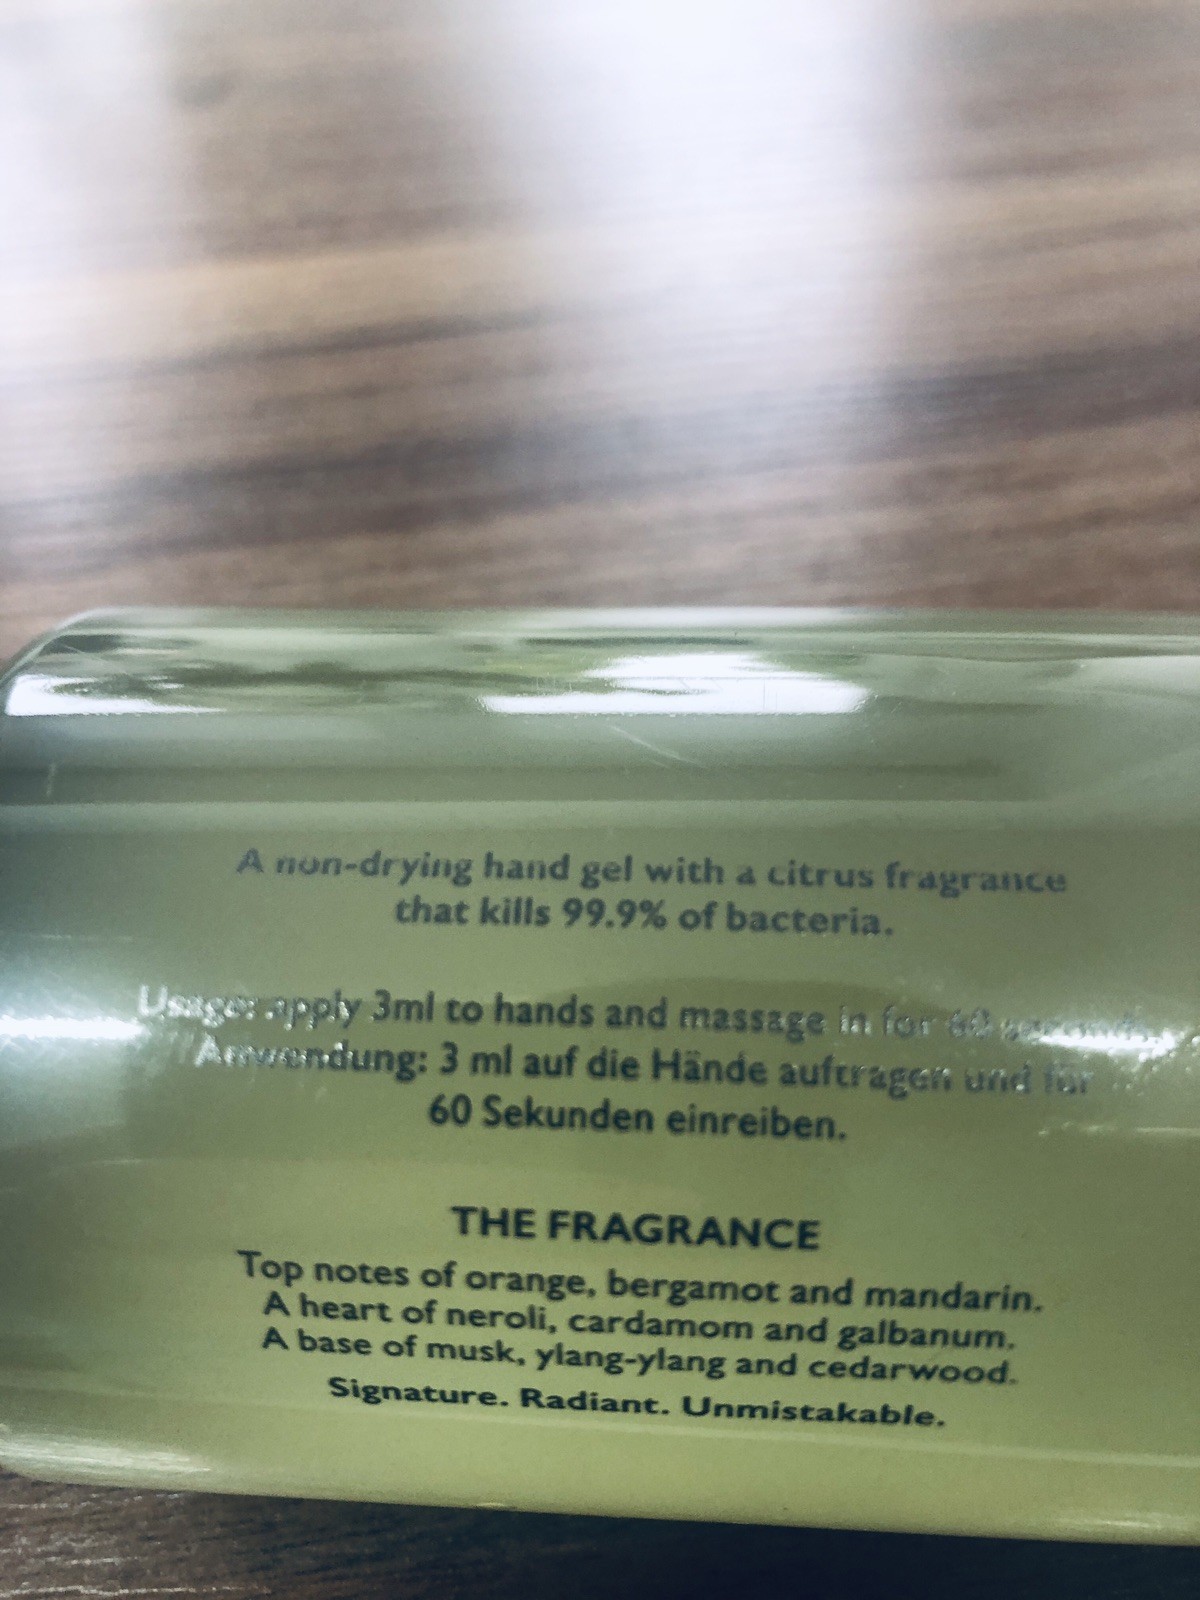 A non-drying hand gel with a citrus fragrance
that kills 99.9% of bacteria.
Usage: apply 3ml to hands and massage in for 60 seconds.
Anwendung: 3 ml auf die Hände auftragen und für
60 Sekunden einreiben.
THE FRAGRANCE
Top notes of orange, bergamot and mandarin.
A heart of neroli, cardamom and galbanum.
A base of musk, ylang-ylang and cedarwood.
Signature. Radiant. Unmistakable.